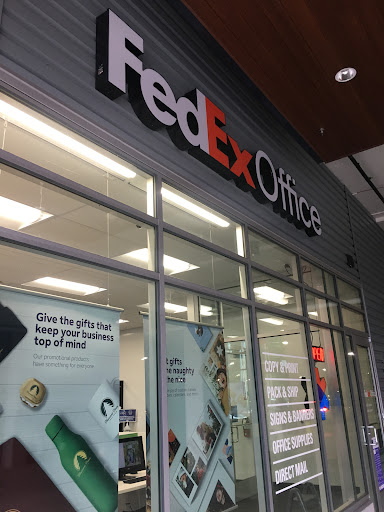 FedEx Office
Give the gifts that
keep your business
top of mind
Our promotional products
have something for everyone.
gifts
the naughty
the nice
COPY & PRINT
PACK & SHIP
SIGNS & BANNERS
OFFICE SUPPLIES
DIRECT MAIL